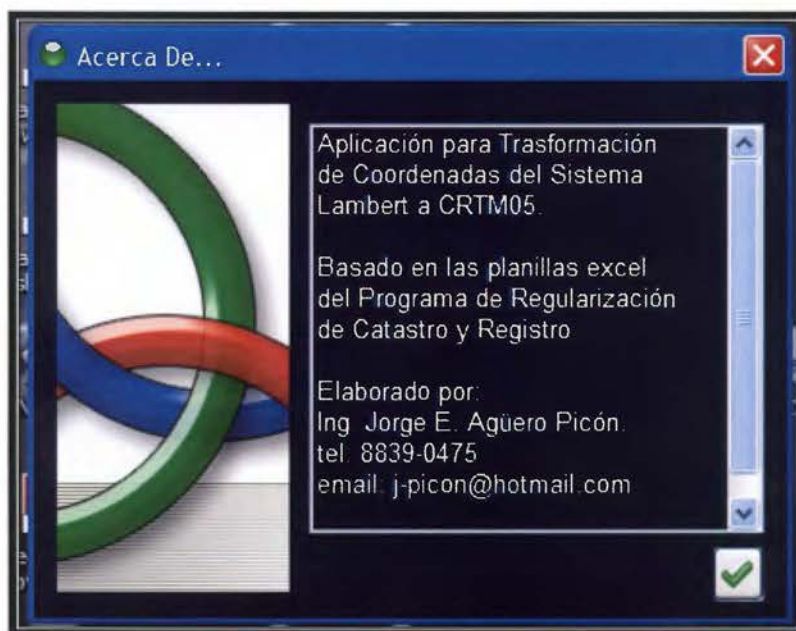 Acerca De...
Aplicación para Trasformación
de Coordenadas del Sistema
Lambert a CRTM05.
Basado en las planillas excel
del Programa de Regularización
de Catastro y Registro
Elaborado por:
Ing. Jorge E. Agüero Picón.
tel: 8839-0475
email: j-picon@hotmail.com